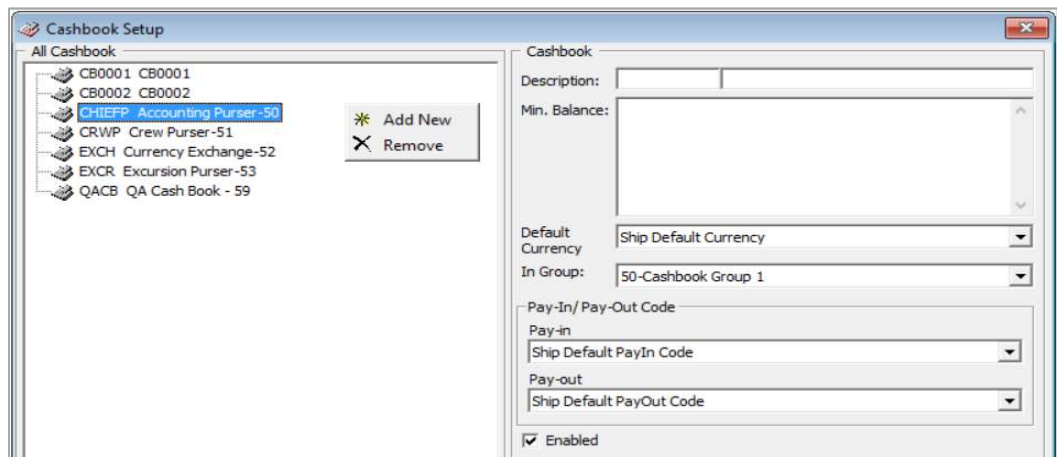 Cashbook Setup
All Cashbook
CB0001 CB0001
CB0002 CB0002
CHIEFP Accounting Purser-50
CRWP Crew Purser-51
EXCH Currency Exchange-52
EXCR Excursion Purser-53
QACB QA Cash Book - 59
Add New
Remove
Cashbook
Description:
Min. Balance:
Default
Currency
Ship Default Currency
In Group:
50-Cashbook Group 1
Pay-In/Pay-Out Code
Pay-in
Ship Default PayIn Code
Pay-out
Ship Default PayOut Code
Enabled